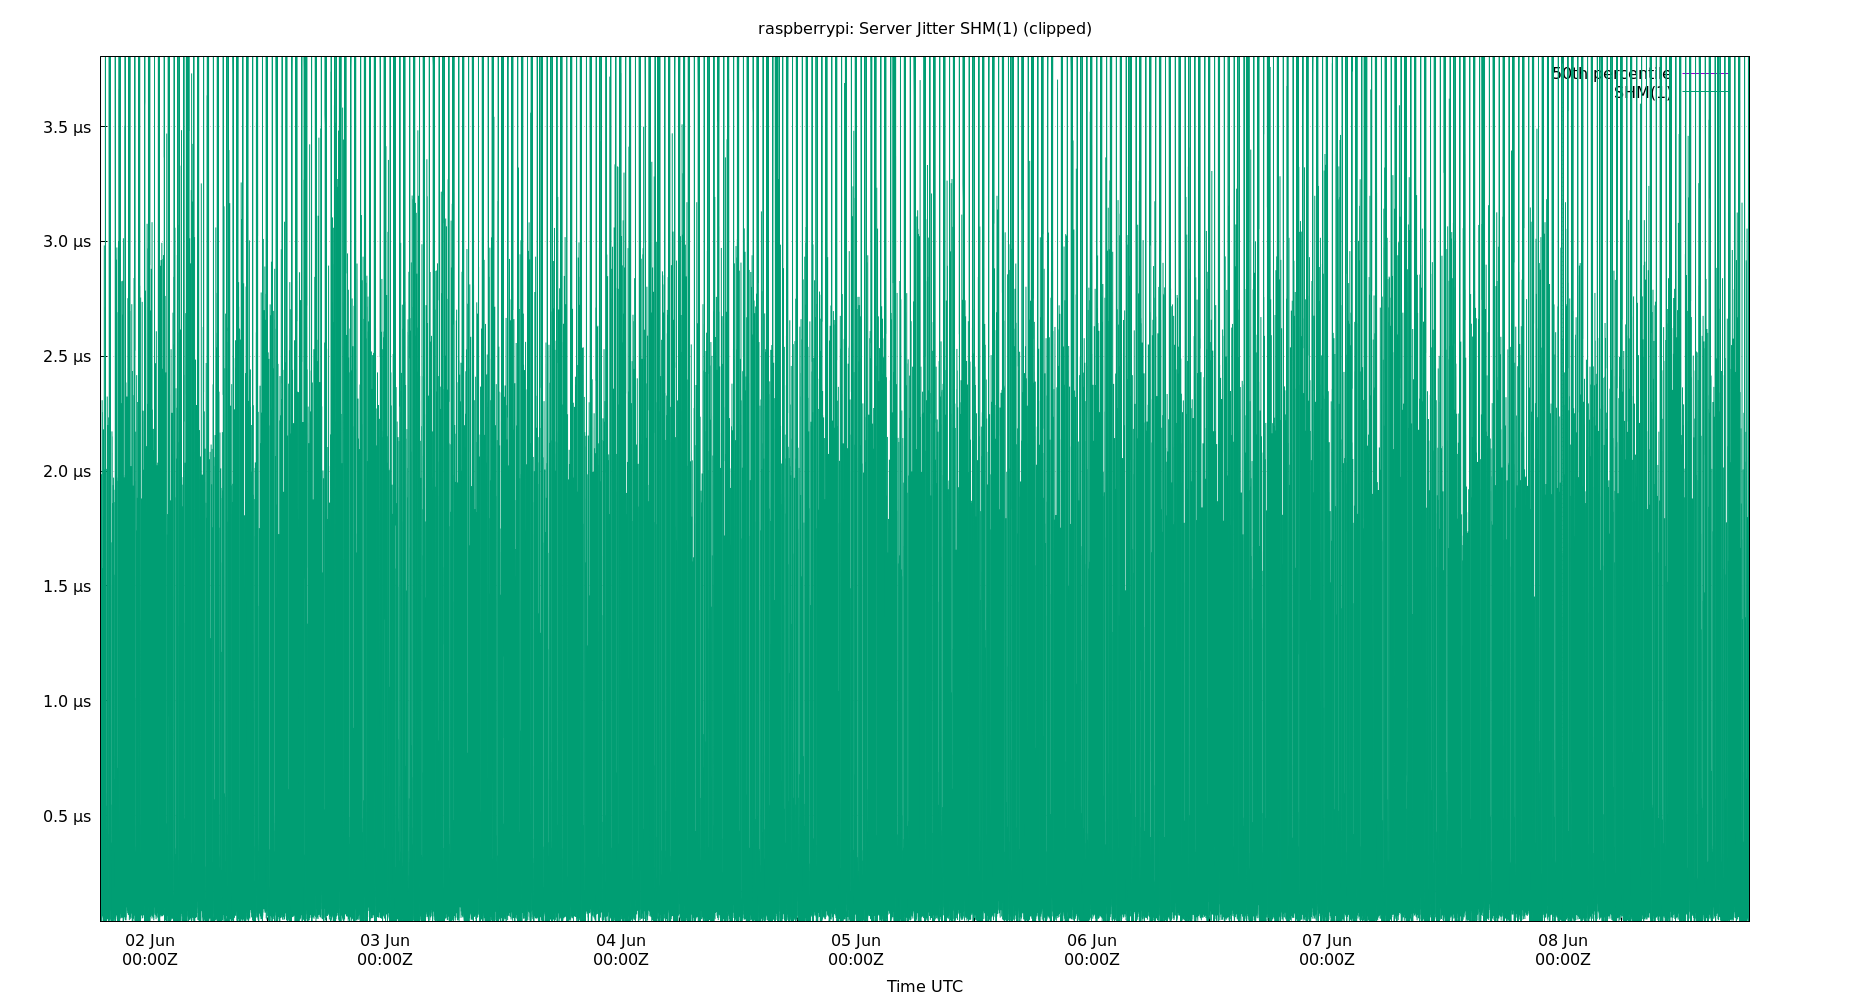 raspberrypi: Server Jitter SHM(1) (clipped)
50th percentile
SHM(1)
3.5 µs
3.0 µs
2.5 µs
2.0 µs
1.5 µs
1.0 µs
0.5 µs
02 Jun 03 Jun 04 Jun 05 Jun 06 Jun 07 Jun 08 Jun
00:00Z 00:00Z 00:00Z 00:00Z 00:00Z 00:00Z 00:00Z
Time UTC